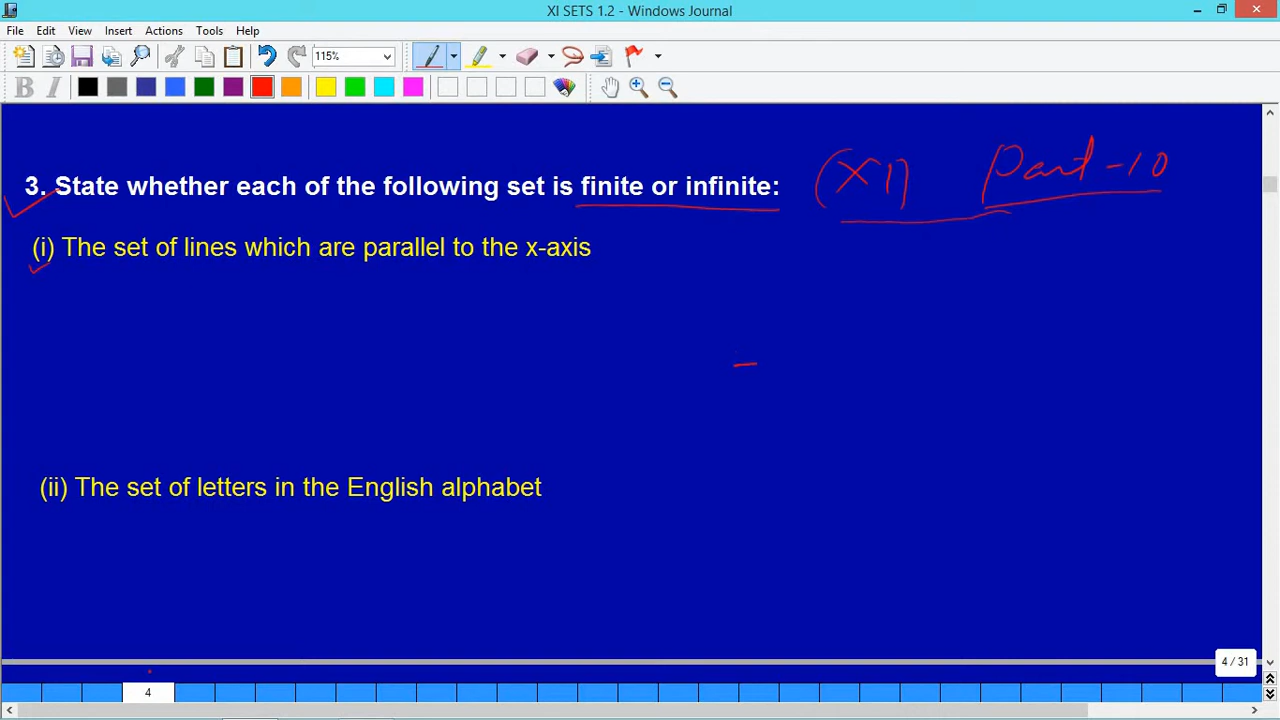 XI SETS 1.2 - Windows Journal
File Edit View Insert Actions Tools Help
115%
B I
3. State whether each of the following set is finite or infinite: (XI) Part-10
(i) The set of lines which are parallel to the x-axis
(ii) The set of letters in the English alphabet
4 / 31
4